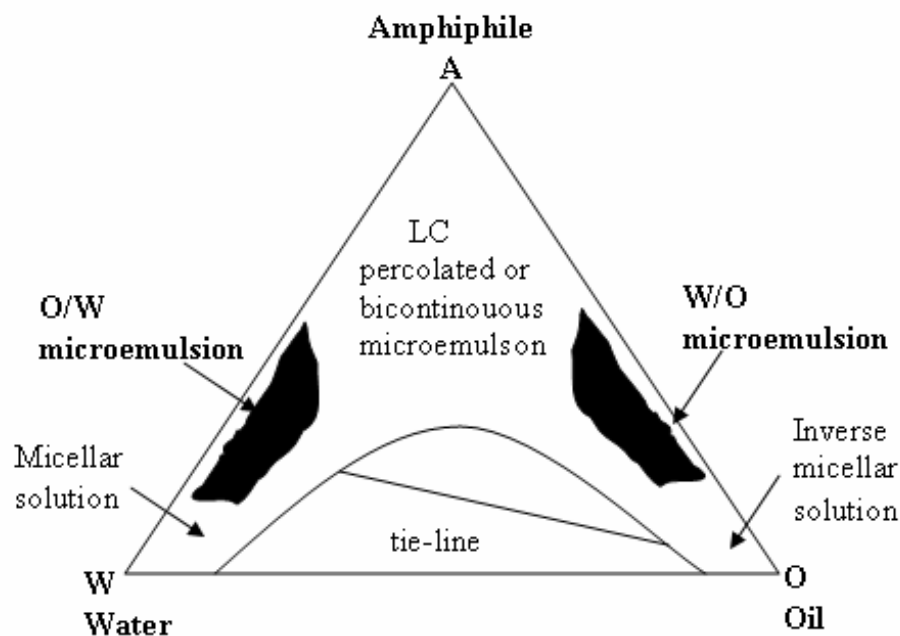 Amphiphile
A
LC
percolated or
bicontinouous
microemulson
O/W
microemulsion
W/O
microemulsion
Micellar
solution
Inverse
micellar
solution
tie-line
W
Water
O
Oil